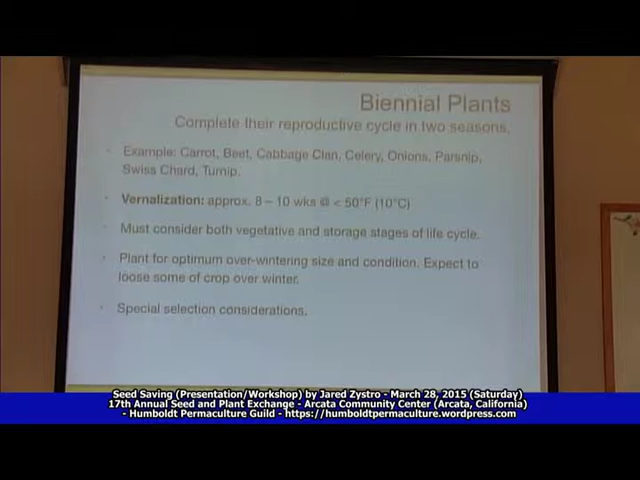 Biennial Plants
Complete their reproductive cycle in two seasons.
Example: Carrot, Beet, Cabbage Clan, Celery, Onions, Parsnip,
Swiss Chard, Turnip.
Vernalization: approx. 8 – 10 wks @ < 50°F (10°C)
Must consider both vegetative and storage stages of life cycle.
Plant for optimum over-wintering size and condition. Expect to
loose some of crop over winter.
Special selection considerations.
Seed Saving (Presentation/Workshop) by Jared Zystro - March 28, 2015 (Saturday)
17th Annual Seed and Plant Exchange - Arcata Community Center (Arcata, California)
- Humboldt Permaculture Guild - https://humboldtpermaculture.wordpress.com